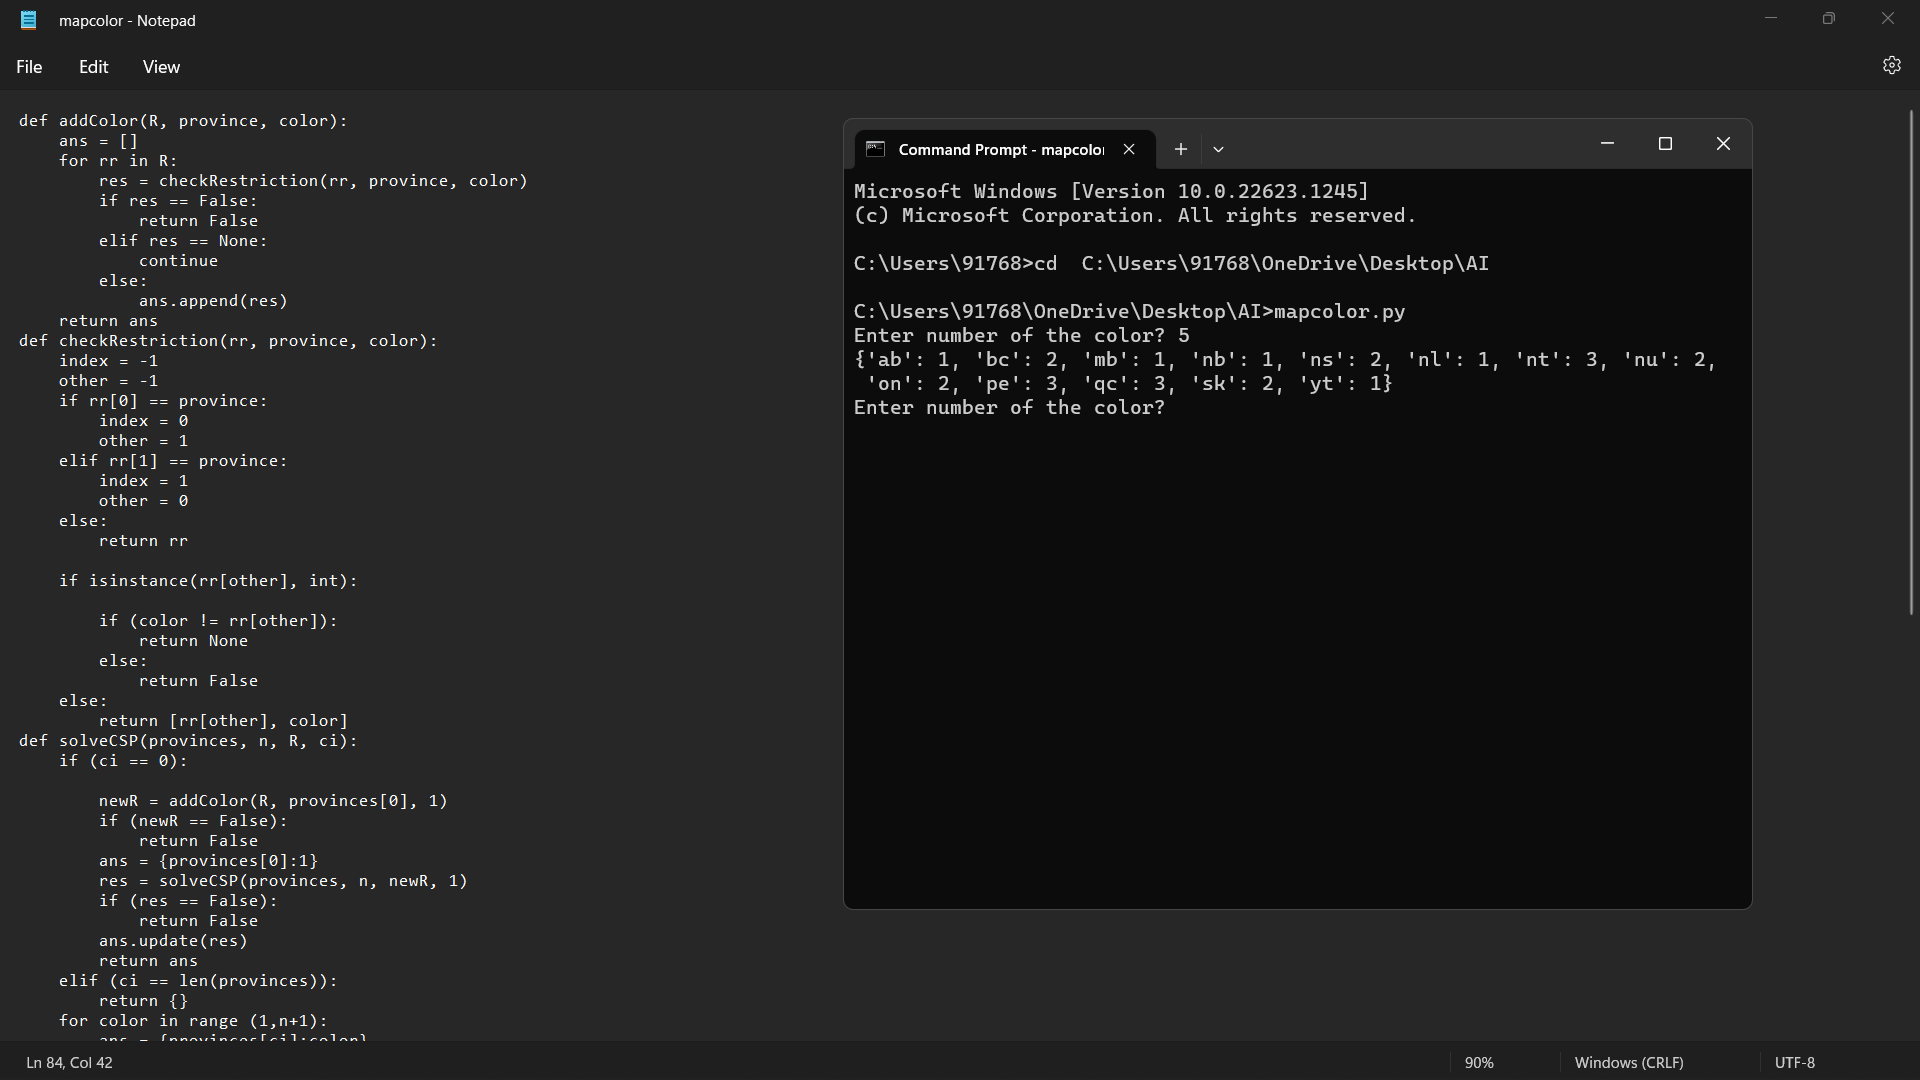 mapcolor - Notepad
File Edit View
def addColor(R, province, color):
    ans = []
    for rr in R:
        res = checkRestriction(rr, province, color)
        if res == False:
            return False
        elif res == None:
            continue
        else:
            ans.append(res)
    return ans
def checkRestriction(rr, province, color):
    index = -1
    other = -1
    if rr[0] == province:
        index = 0
        other = 1
    elif rr[1] == province:
        index = 1
        other = 0
    else:
        return rr
    if isinstance(rr[other], int):
        if (color != rr[other]):
            return None
        else:
            return False
    else:
        return [rr[other], color]
def solveCSP(provinces, n, R, ci):
    if (ci == 0):
        newR = addColor(R, provinces[0], 1)
        if (newR == False):
            return False
        ans = {provinces[0]:1}
        res = solveCSP(provinces, n, newR, 1)
        if (res == False):
            return False
        ans.update(res)
        return ans
    elif (ci == len(provinces)):
        return {}
    for color in range (1,n+1):
        ans = {provinces[ci]:color}
Command Prompt - mapcolor
Microsoft Windows [Version 10.0.22623.1245]
(c) Microsoft Corporation. All rights reserved.
C:\Users\91768>cd  C:\Users\91768\OneDrive\Desktop\AI
C:\Users\91768\OneDrive\Desktop\AI>mapcolor.py
Enter number of the color? 5
{'ab': 1, 'bc': 2, 'mb': 1, 'nb': 1, 'ns': 2, 'nl': 1, 'nt': 3, 'nu': 2,
 'on': 2, 'pe': 3, 'qc': 3, 'sk': 2, 'yt': 1}
Enter number of the color?
Ln 84, Col 42 90% Windows (CRLF) UTF-8